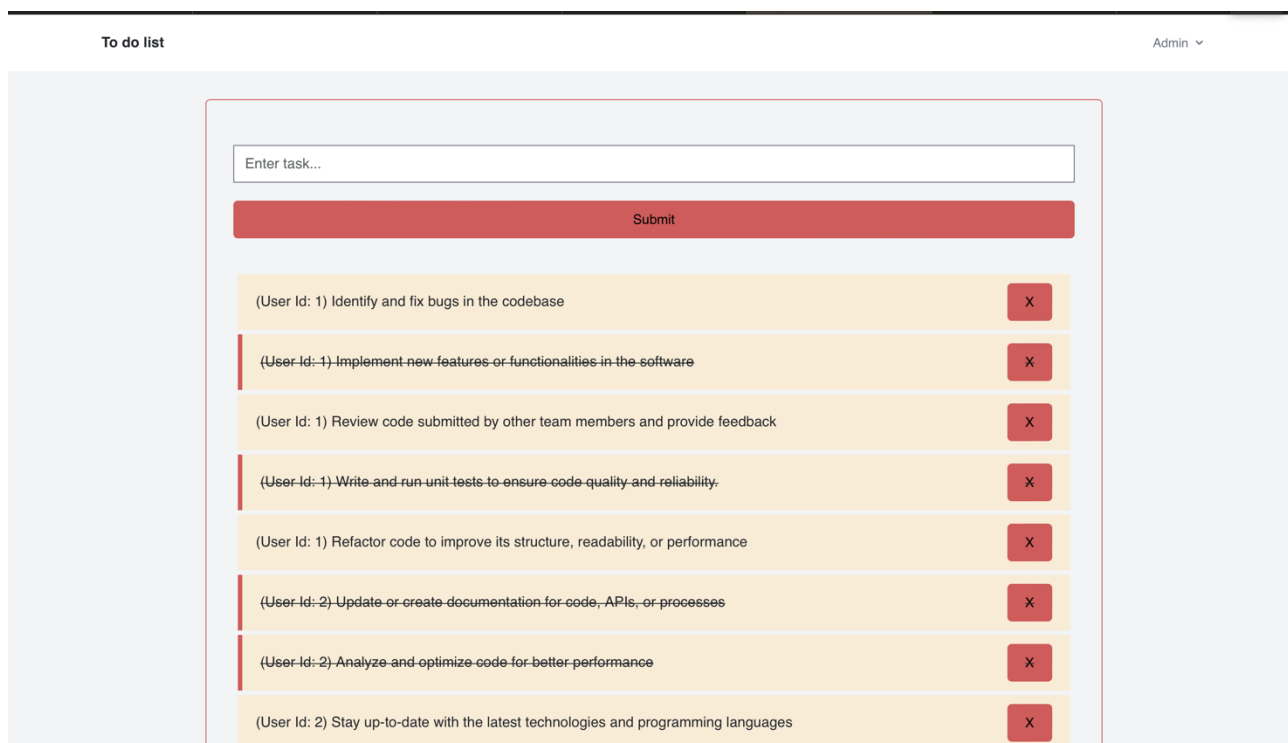 To do list
Admin
Enter task...
Submit
(User Id: 1) Identify and fix bugs in the codebase X
(User Id: 1) Implement new features or functionalities in the software X
(User Id: 1) Review code submitted by other team members and provide feedback X
(User Id: 1) Write and run unit tests to ensure code quality and reliability. X
(User Id: 1) Refactor code to improve its structure, readability, or performance X
(User Id: 2) Update or create documentation for code, APIs, or processes X
(User Id: 2) Analyze and optimize code for better performance X
(User Id: 2) Stay up-to-date with the latest technologies and programming languages X